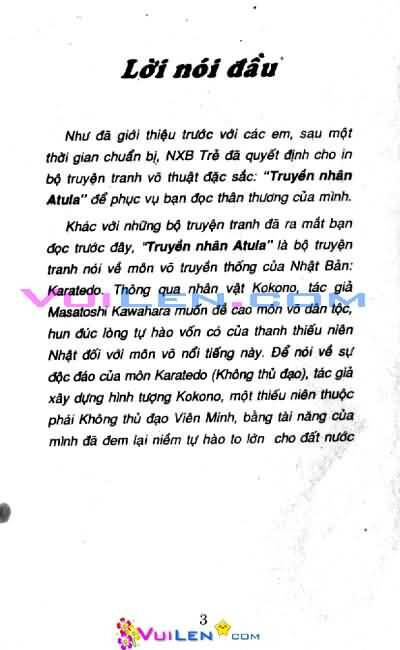 Lời nói đầu
Như đã giới thiệu trước với các em, sau một
thời gian chuẩn bị, NXB Trẻ đã quyết định cho in
bộ truyện tranh võ thuật đặc sắc: "Truyền nhân
Atula" để phục vụ bạn đọc thân thương của mình.
Khác với những bộ truyện tranh đã ra mắt bạn
đọc trước đây, "Truyền nhân Atula" là bộ truyện
tranh nói về môn võ truyền thống của Nhật Bản:
Karatedo. Thông qua nhân vật Kokono, tác giả
VUILEN.COM
Masatoshi Kawahara muốn đề cao môn võ dân tộc,
hun đúc lòng tự hào vốn có của thanh thiếu niên
Nhật đối với môn võ nổi tiếng này. Để nói về sự
độc đáo của môn Karatedo (Không thủ đạo), tác giả
xây dựng hình tượng Kokono, một thiếu niên thuộc
phái Không thủ đạo Viên Minh, bằng tài năng của
mình đã đem lại niềm tự hào to lớn cho đất nước
3
VUILEN.COM